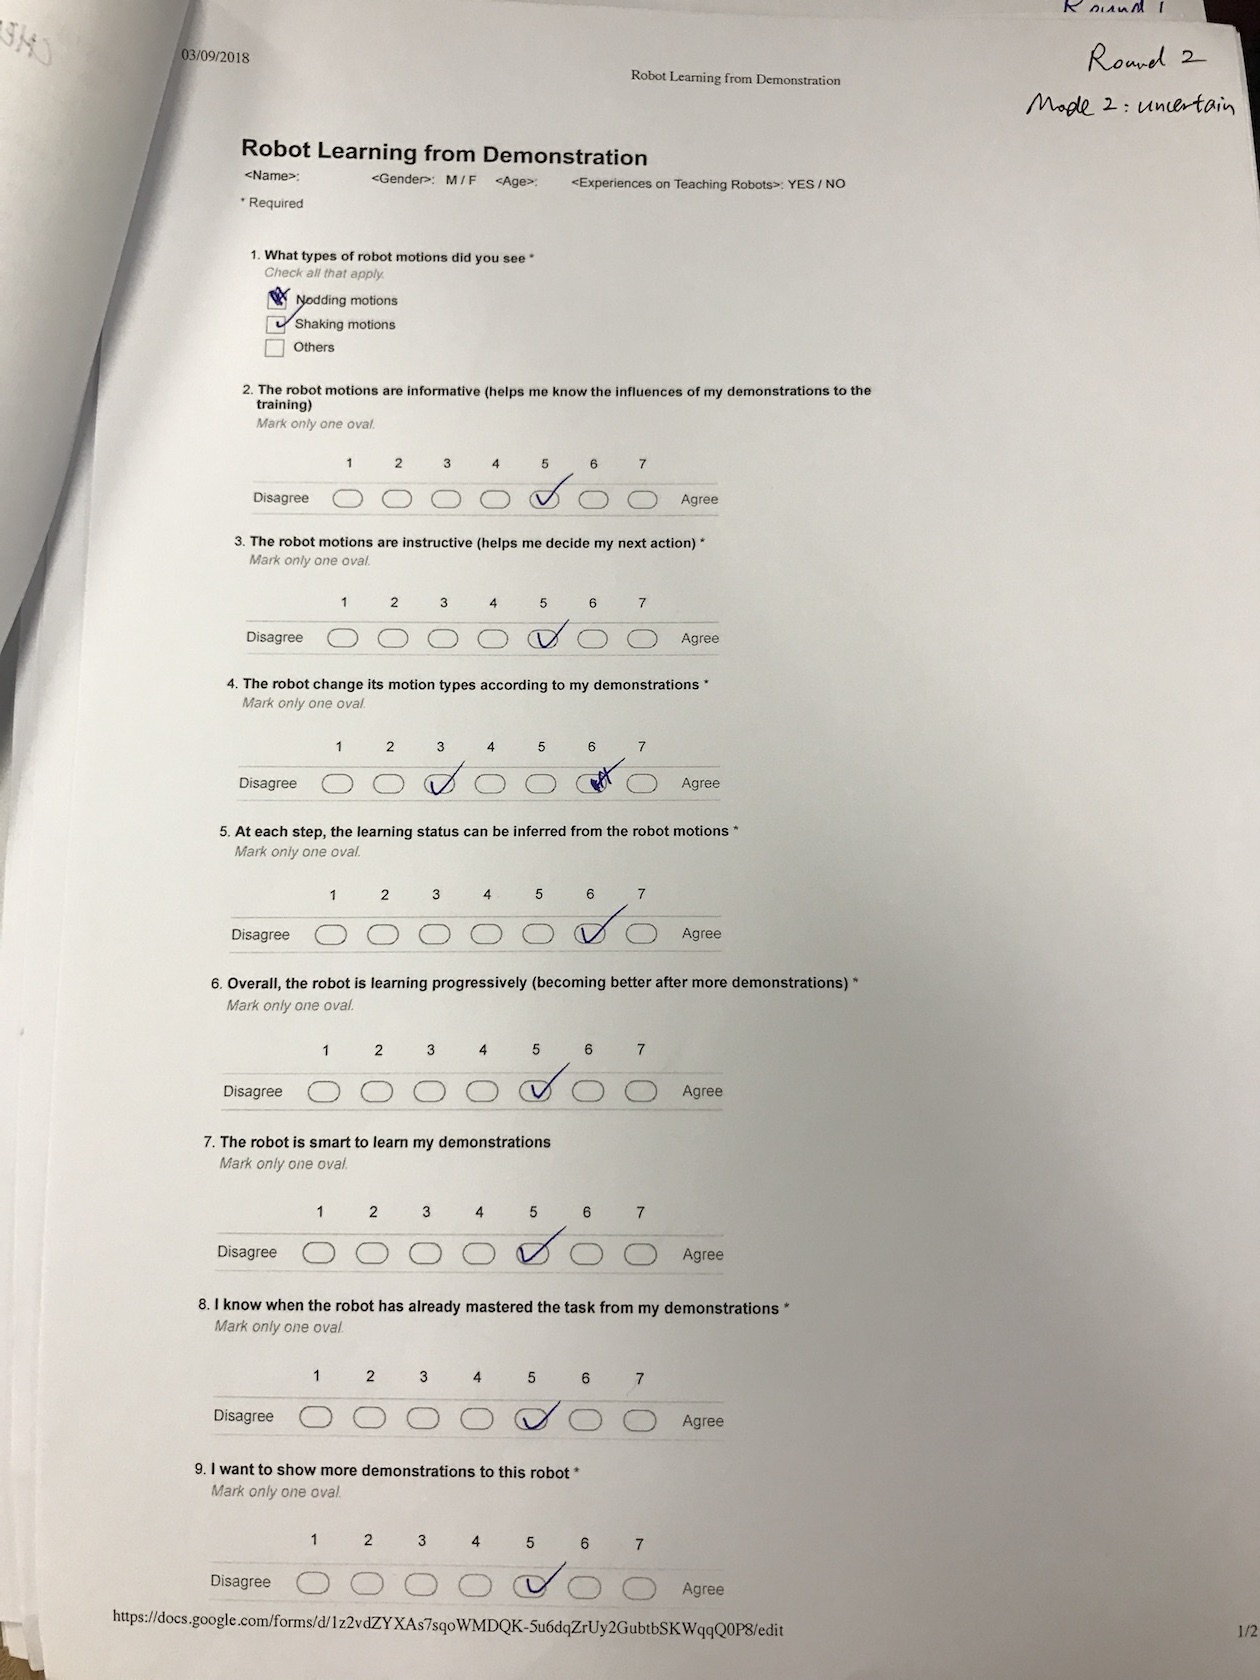 Round 1
03/09/2018
Robot Learning from Demonstration
Round 2
Mode 2: uncertain
Robot Learning from Demonstration
<Name>: <Gender>: M / F <Age>: <Experiences on Teaching Robots>: YES / NO
* Required
1. What types of robot motions did you see *
Check all that apply.
Nodding motions
Shaking motions
Others
2. The robot motions are informative (helps me know the influences of my demonstrations to the
training)
Mark only one oval.
1 2 3 4 5 6 7
Disagree Agree
3. The robot motions are instructive (helps me decide my next action) *
Mark only one oval.
1 2 3 4 5 6 7
Disagree Agree
4. The robot change its motion types according to my demonstrations *
Mark only one oval.
1 2 3 4 5 6 7
Disagree Agree
5. At each step, the learning status can be inferred from the robot motions *
Mark only one oval.
1 2 3 4 5 6 7
Disagree Agree
6. Overall, the robot is learning progressively (becoming better after more demonstrations) *
Mark only one oval.
1 2 3 4 5 6 7
Disagree Agree
7. The robot is smart to learn my demonstrations
Mark only one oval.
1 2 3 4 5 6 7
Disagree Agree
8. I know when the robot has already mastered the task from my demonstrations *
Mark only one oval.
1 2 3 4 5 6 7
Disagree Agree
9. I want to show more demonstrations to this robot *
Mark only one oval.
1 2 3 4 5 6 7
Disagree Agree
https://docs.google.com/forms/d/1z2vdZYXAs7sqoWMDQK-5u6dqZrUy2GubtbSKWqqQ0P8/edit
1/2